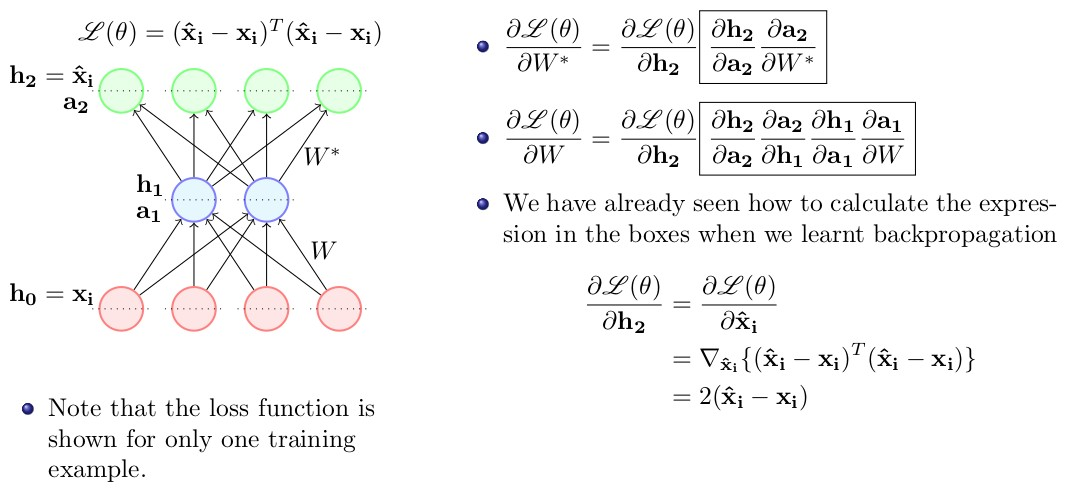 ℒ(θ) = (x̂ᵢ − xᵢ)ᵀ(x̂ᵢ − xᵢ)
h₂ = x̂ᵢ
a₂
W*
h₁
a₁
W
h₀ = xᵢ
• Note that the loss function is
shown for only one training
example.
• ∂ℒ(θ)/∂W* = ∂ℒ(θ)/∂h₂ ∂h₂/∂a₂ ∂a₂/∂W*
• ∂ℒ(θ)/∂W = ∂ℒ(θ)/∂h₂ ∂h₂/∂a₂ ∂a₂/∂h₁ ∂h₁/∂a₁ ∂a₁/∂W
• We have already seen how to calculate the expres-
sion in the boxes when we learnt backpropagation
∂ℒ(θ)/∂h₂ = ∂ℒ(θ)/∂x̂ᵢ
= ∇x̂ᵢ{(x̂ᵢ − xᵢ)ᵀ(x̂ᵢ − xᵢ)}
= 2(x̂ᵢ − xᵢ)